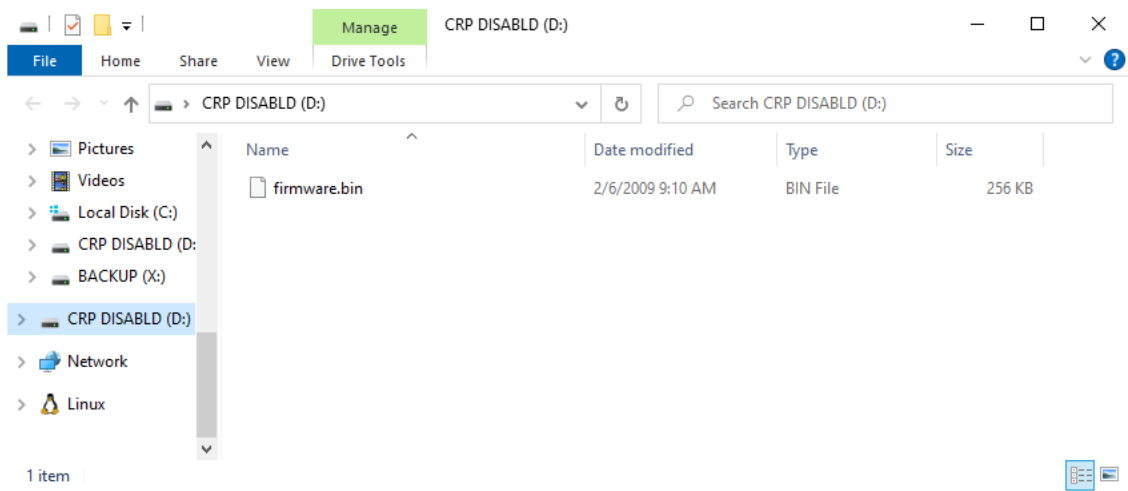 Manage CRP DISABLD (D:)
File Home Share View Drive Tools
CRP DISABLD (D:) Search CRP DISABLD (D:)
Pictures
Videos
Local Disk (C:)
CRP DISABLD (D:
BACKUP (X:)
CRP DISABLD (D:)
Network
Linux
Name Date modified Type Size
firmware.bin 2/6/2009 9:10 AM BIN File 256 KB
1 item